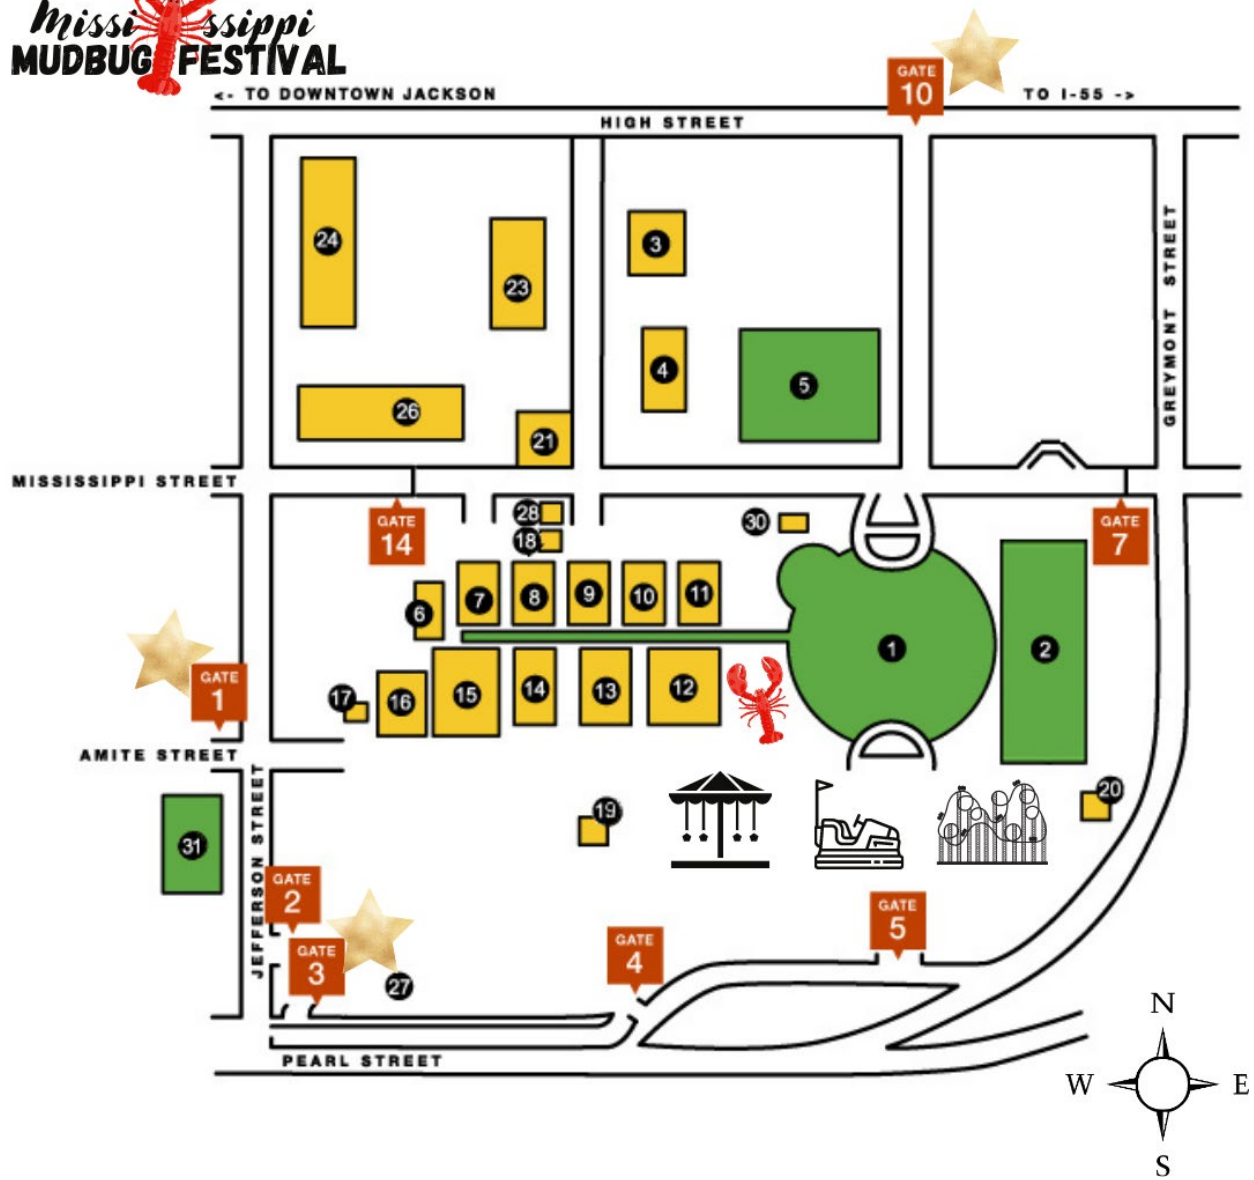 Mississippi
MUDBUG FESTIVAL
GATE
10
<- TO DOWNTOWN JACKSON
TO I-55 ->
HIGH STREET
24
23
3
4
5
GREYMONT STREET
26
21
MISSISSIPPI STREET
GATE
14
28
18
30
GATE
7
6
7
8
9
10
11
1
2
GATE
1
17
16
15
14
13
12
AMITE STREET
JEFFERSON STREET
31
19
20
GATE
2
GATE
3
27
GATE
4
GATE
5
PEARL STREET
N
W
E
S